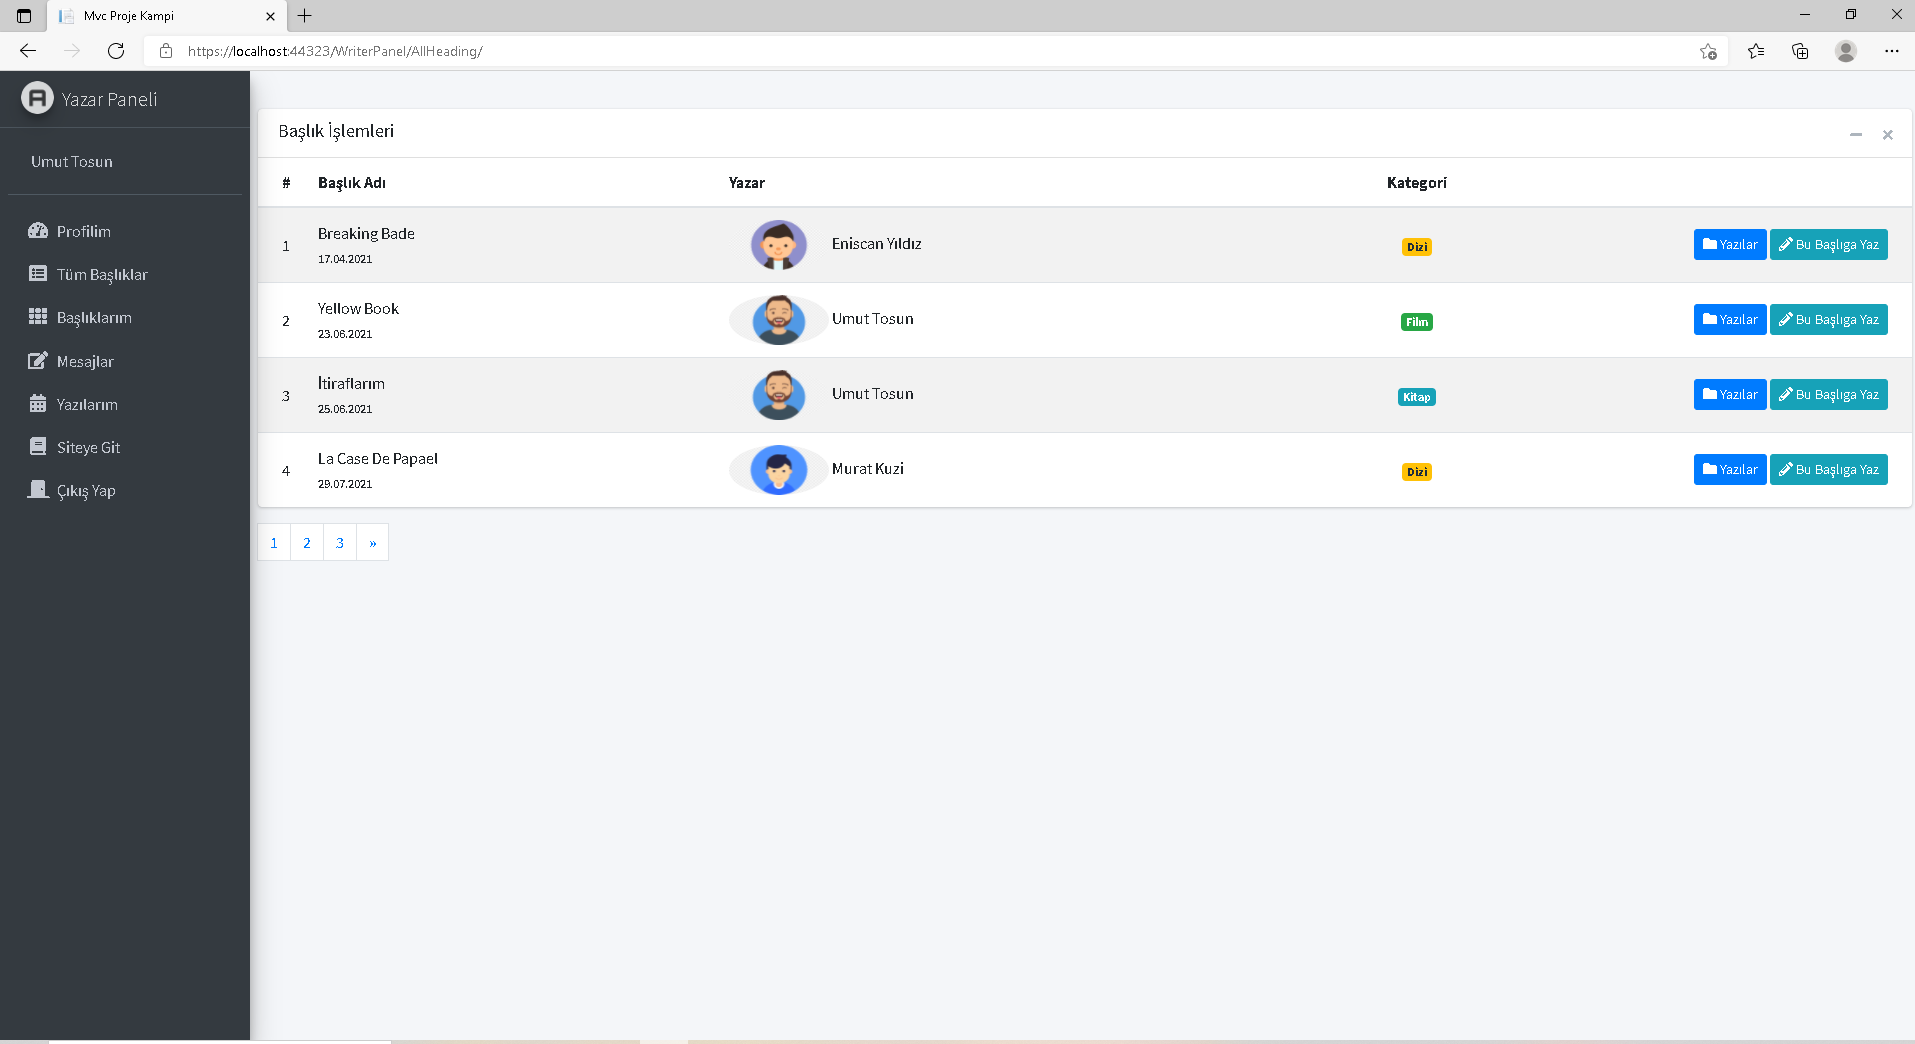 Mvc Proje Kampi
https://localhost:44323/WriterPanel/AllHeading/
A Yazar Paneli
Umut Tosun
Profilim
Tüm Başlıklar
Başlıklarım
Mesajlar
Yazılarım
Siteye Git
Çıkış Yap
Başlık İşlemleri
# Başlık Adı Yazar Kategori
1 Breaking Bade 17.04.2021 Eniscan Yıldız Dizi Yazılar Bu Başlıga Yaz
2 Yellow Book 23.06.2021 Umut Tosun Film Yazılar Bu Başlıga Yaz
3 İtiraflarım 25.06.2021 Umut Tosun Kitap Yazılar Bu Başlıga Yaz
4 La Case De Papael 29.07.2021 Murat Kuzi Dizi Yazılar Bu Başlıga Yaz
1 2 3 »